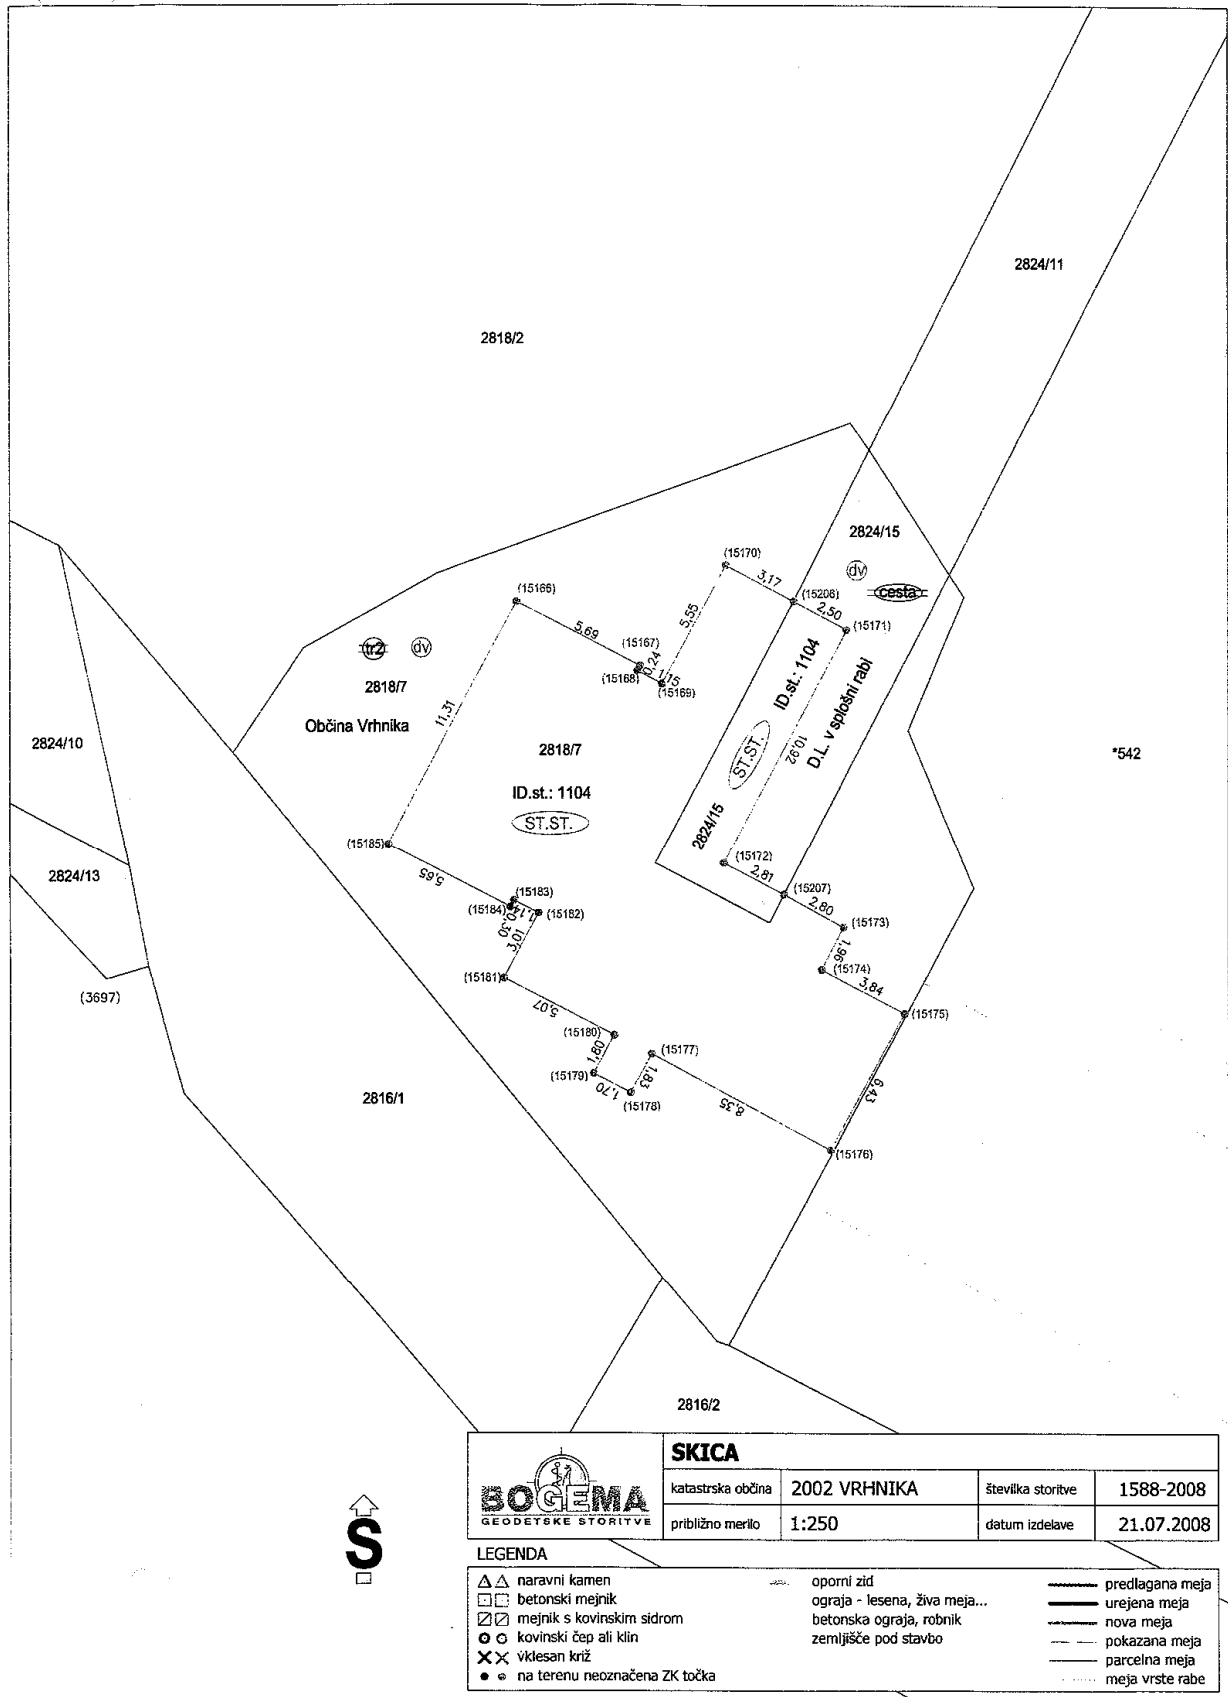 2824/11
2818/2
2824/15
(15170)
dv
3,17
cesta
(15166)
(15206)
2,50
(15171)
5,69
5,55
(15167)
0,24
tr2
dv
(15168)
1,15
(15169)
2818/7
ID.st.: 1104
D.L. v splošni rabi
11,31
Občina Vrhnika
2824/10
2818/7
ST.ST.
10,92
*542
ID.st.: 1104
ST.ST.
2824/15
(15185)
(15172)
2824/13
5,65
2,81
(15183)
(15207)
(15184)
1,14
(15182)
2,80
0,30
(15173)
3,01
1,96
(15181)
(15174)
3,84
(3697)
5,07
(15175)
(15180)
1,80
(15177)
(15179)
1,83
1,70
(15178)
8,35
6,43
2816/1
(15176)
2816/2
SKICA
BOGEMA
GEODETSKE STORITVE
katastrska občina 2002 VRHNIKA številka storitve 1588-2008
približno merilo 1:250 datum izdelave 21.07.2008
S
LEGENDA
naravni kamen oporni zid predlagana meja
betonski mejnik ograja - lesena, živa meja... urejena meja
mejnik s kovinskim sidrom betonska ograja, robnik nova meja
kovinski čep ali klin zemljišče pod stavbo pokazana meja
vklesan križ parcelna meja
na terenu neoznačena ZK točka meja vrste rabe